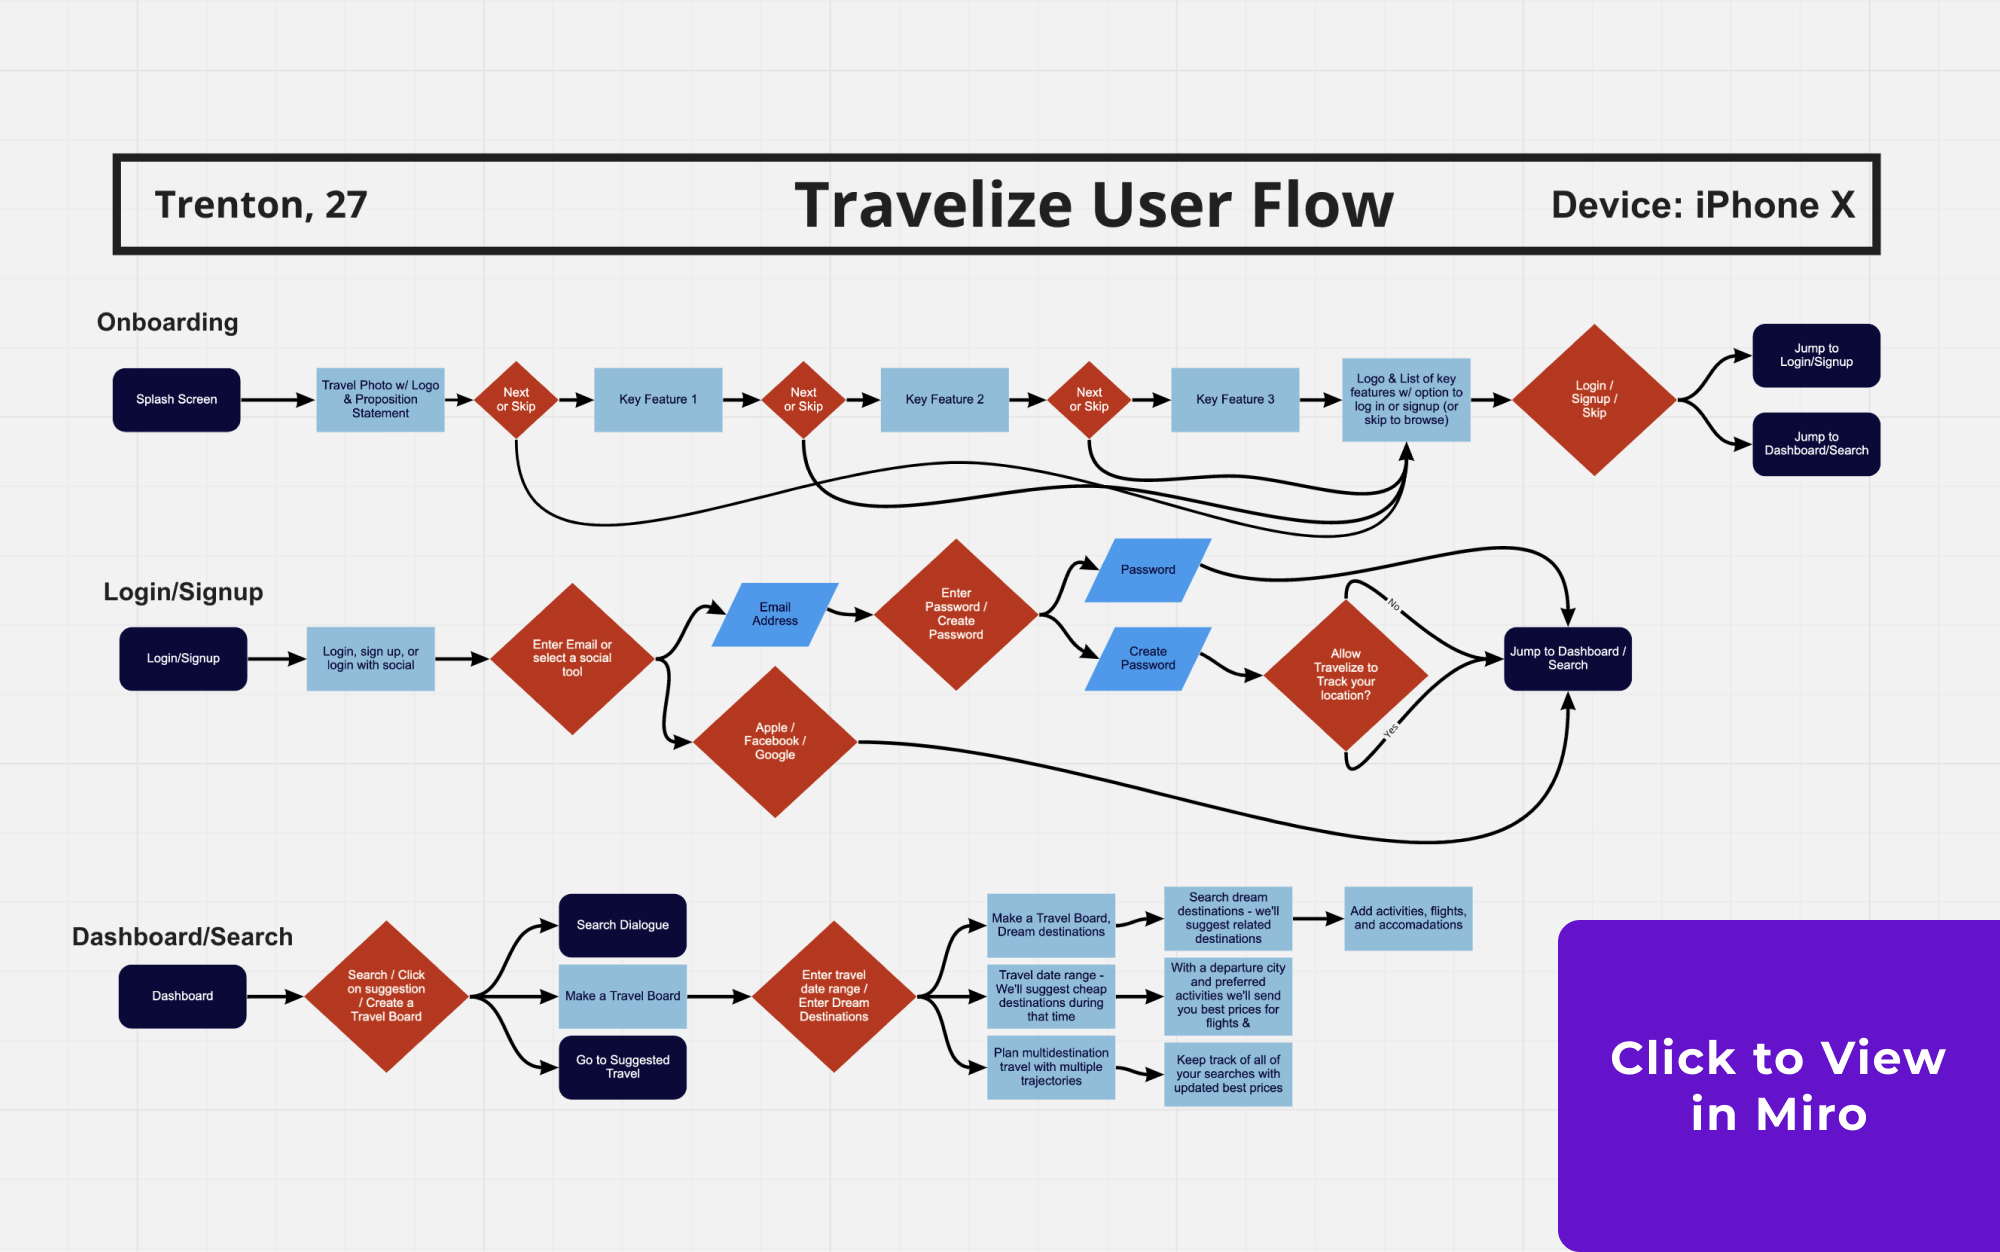 Trenton, 27
Travelize User Flow
Device: iPhone X
Onboarding
Splash Screen
Travel Photo w/ Logo
& Proposition
Statement
Next
or Skip
Key Feature 1
Next
or Skip
Key Feature 2
Next
or Skip
Key Feature 3
Logo & List of key
features w/ option to
log in or signup (or
skip to browse)
Login /
Signup /
Skip
Jump to
Login/Signup
Jump to
Dashboard/Search
Login/Signup
Login/Signup
Login, sign up, or
login with social
Enter Email or
select a social
tool
Email
Address
Apple /
Facebook /
Google
Enter
Password /
Create
Password
Password
Create
Password
Allow
Travelize to
Track your
location?
No
Yes
Jump to Dashboard /
Search
Dashboard/Search
Dashboard
Search / Click
on suggestion
/ Create a
Travel Board
Search Dialogue
Make a Travel Board
Go to Suggested
Travel
Enter travel
date range /
Enter Dream
Destinations
Make a Travel Board,
Dream destinations
Search dream
destinations - we'll
suggest related
destinations
Add activities, flights,
and accomadations
Travel date range -
We'll suggest cheap
destinations during
that time
With a departure city
and preferred
activities we'll send
you best prices for
flights &
Plan multidestination
travel with multiple
trajectories
Keep track of all of
your searches with
updated best prices
Click to View
in Miro